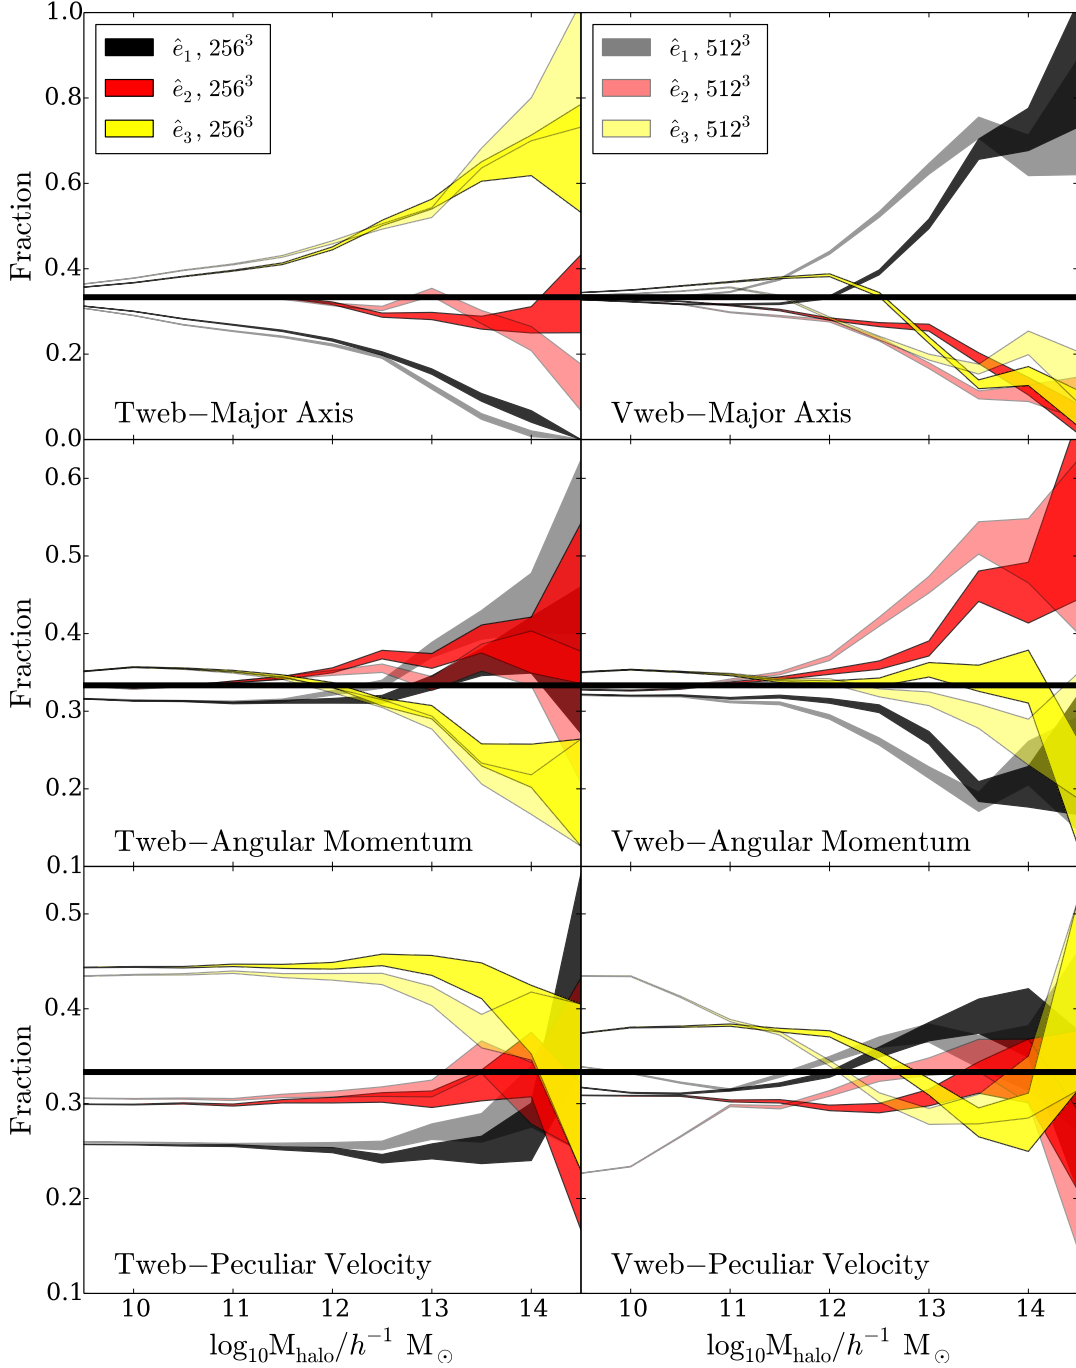 1.0
0.8
0.6
0.4
0.2
0.0
Fraction
ê₁, 256³
ê₂, 256³
ê₃, 256³
Tweb−Major Axis
ê₁, 512³
ê₂, 512³
ê₃, 512³
Vweb−Major Axis
0.6
0.5
0.4
0.3
0.2
0.1
Fraction
Tweb−Angular Momentum
Vweb−Angular Momentum
0.5
0.4
0.3
0.2
0.1
Fraction
Tweb−Peculiar Velocity
Vweb−Peculiar Velocity
10 11 12 13 14
10 11 12 13 14
log₁₀M_halo/h⁻¹ M_⊙
log₁₀M_halo/h⁻¹ M_⊙